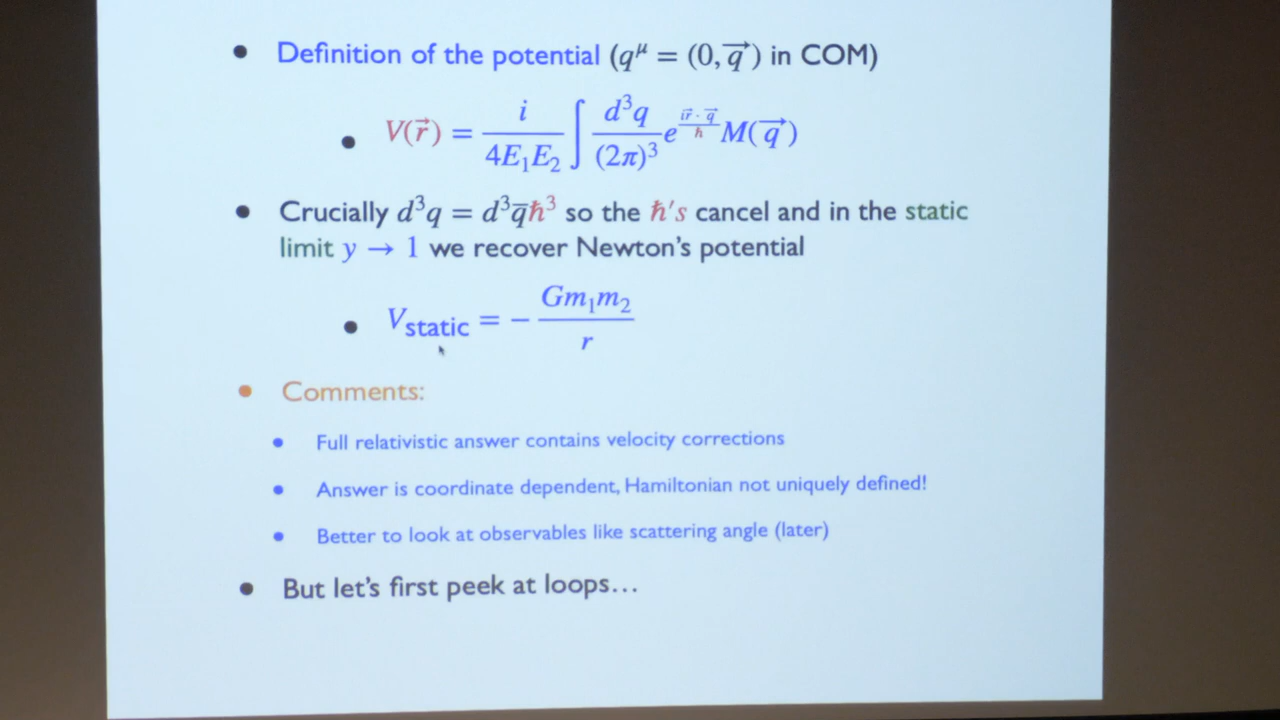 • Definition of the potential (q^μ = (0, q⃗) in COM)
• V(r⃗) = i/(4E₁E₂) ∫ d³q/(2π)³ e^{ir⃗·q⃗/ħ} M(q⃗)
• Crucially d³q = d³q̅ħ³ so the ħ's cancel and in the static
limit y → 1 we recover Newton's potential
• V_static = − Gm₁m₂/r
• Comments:
• Full relativistic answer contains velocity corrections
• Answer is coordinate dependent, Hamiltonian not uniquely defined!
• Better to look at observables like scattering angle (later)
• But let's first peek at loops…